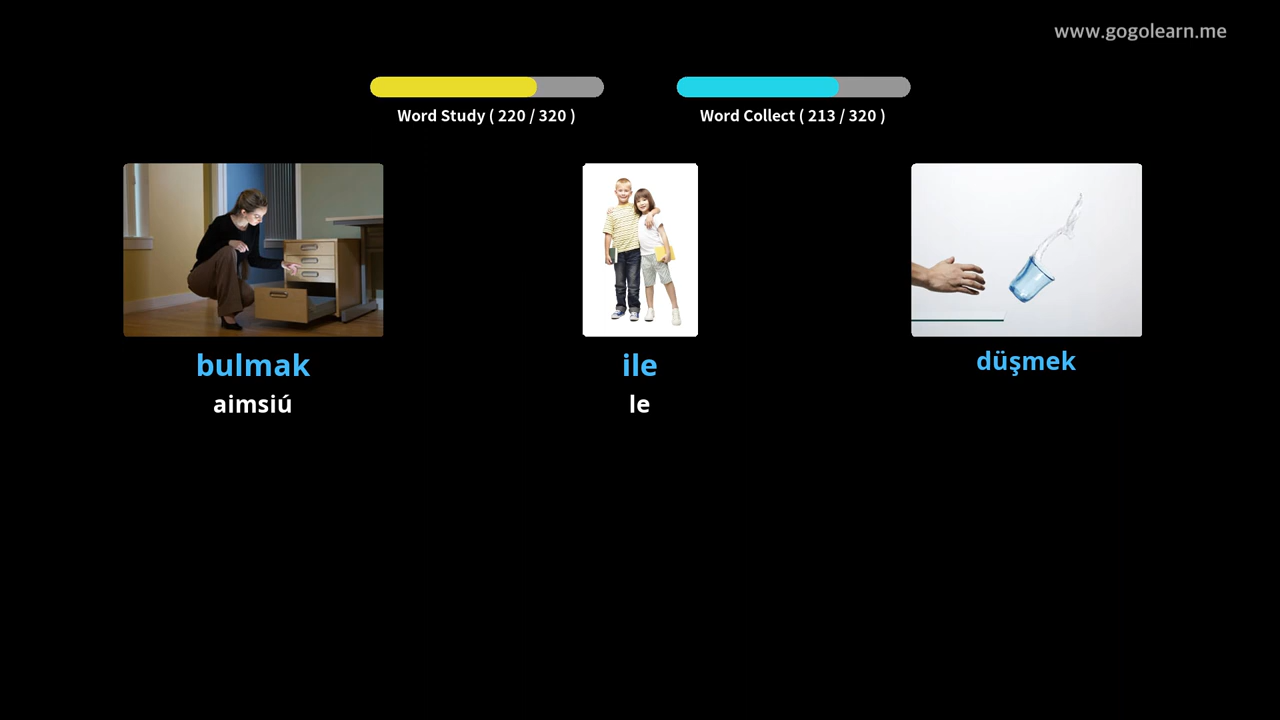 www.gogolearn.me
Word Study ( 220 / 320 )
Word Collect ( 213 / 320 )
bulmak
aimsiú
ile
le
düşmek